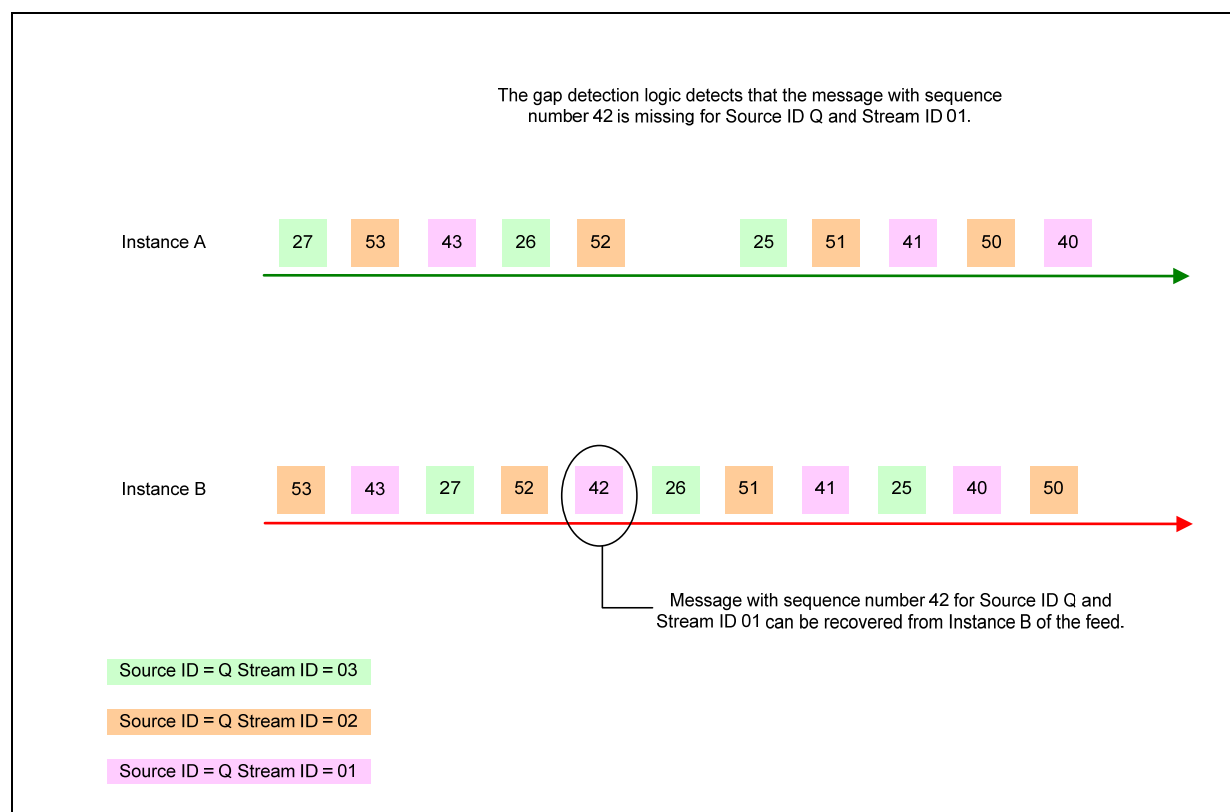 The gap detection logic detects that the message with sequence
number 42 is missing for Source ID Q and Stream ID 01.
Instance A 27 53 43 26 52 25 51 41 50 40
Instance B 53 43 27 52 42 26 51 41 25 40 50
Message with sequence number 42 for Source ID Q and
Stream ID 01 can be recovered from Instance B of the feed.
Source ID = Q Stream ID = 03
Source ID = Q Stream ID = 02
Source ID = Q Stream ID = 01